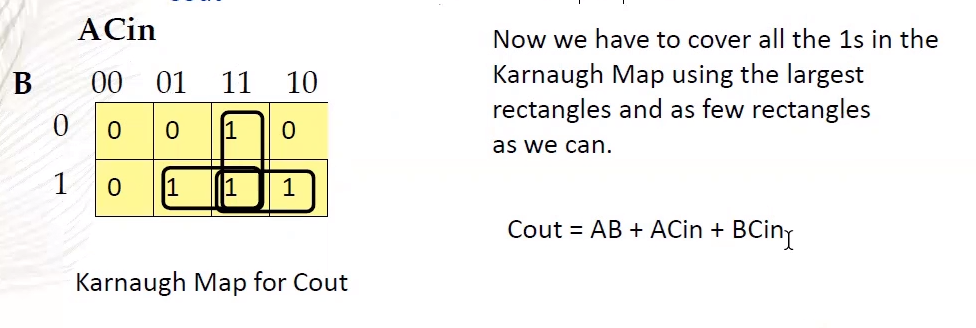 ACin
B 00 01 11 10
0 0 0 1 0
1 0 1 1 1
Karnaugh Map for Cout
Now we have to cover all the 1s in the
Karnaugh Map using the largest
rectangles and as few rectangles
as we can.
Cout = AB + ACin + BCin